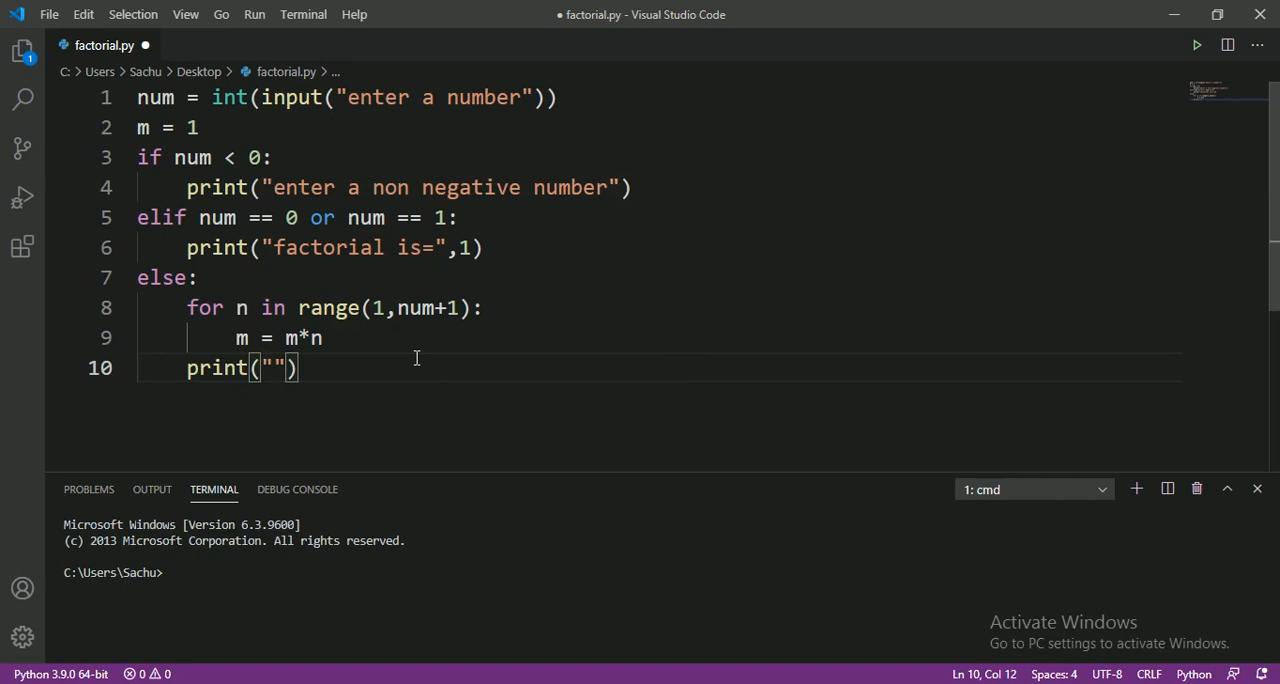 File Edit Selection View Go Run Terminal Help ● factorial.py - Visual Studio Code
factorial.py ●
1
C: > Users > Sachu > Desktop > factorial.py > ...
1 num = int(input("enter a number"))
2 m = 1
3 if num < 0:
4 print("enter a non negative number")
5 elif num == 0 or num == 1:
6 print("factorial is=",1)
7 else:
8 for n in range(1,num+1):
9 m = m*n
10 print("")
PROBLEMS OUTPUT TERMINAL DEBUG CONSOLE 1: cmd
Microsoft Windows [Version 6.3.9600]
(c) 2013 Microsoft Corporation. All rights reserved.
C:\Users\Sachu>
Activate Windows
Go to PC settings to activate Windows.
Python 3.9.0 64-bit 0 0 Ln 10, Col 12 Spaces: 4 UTF-8 CRLF Python